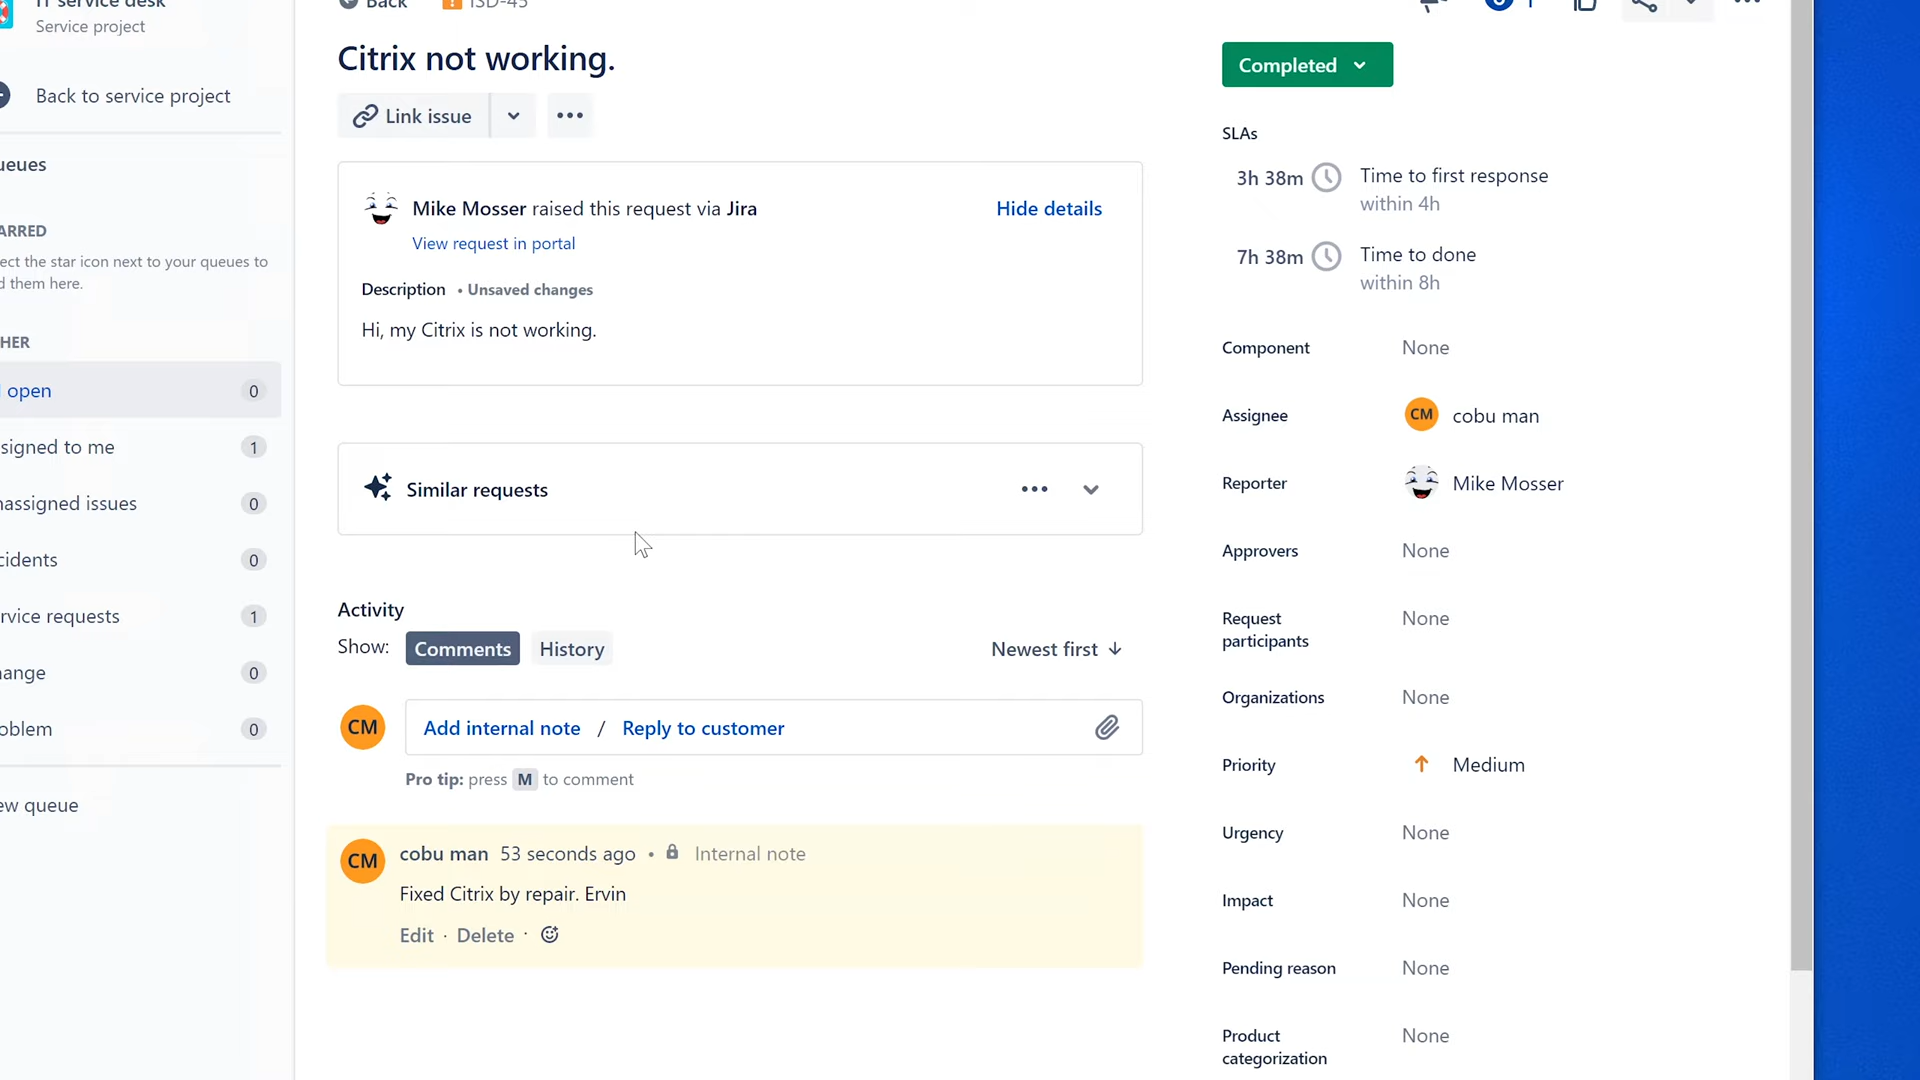 IT service desk
Service project
Back to service project
ueues
ARRED
ect the star icon next to your queues to
d them here.
HER
open 0
signed to me 1
nassigned issues 0
cidents 0
rvice requests 1
ange 0
oblem 0
ew queue
Back ISD-45
Citrix not working.
Link issue
Mike Mosser raised this request via Jira
Hide details
View request in portal
Description • Unsaved changes
Hi, my Citrix is not working.
Similar requests
Activity
Show: Comments History Newest first
CM Add internal note / Reply to customer
Pro tip: press M to comment
CM cobu man 53 seconds ago • Internal note
Fixed Citrix by repair. Ervin
Edit · Delete ·
Completed
SLAs
3h 38m Time to first response
within 4h
7h 38m Time to done
within 8h
Component None
Assignee CM cobu man
Reporter Mike Mosser
Approvers None
Request
participants None
Organizations None
Priority Medium
Urgency None
Impact None
Pending reason None
Product
categorization None